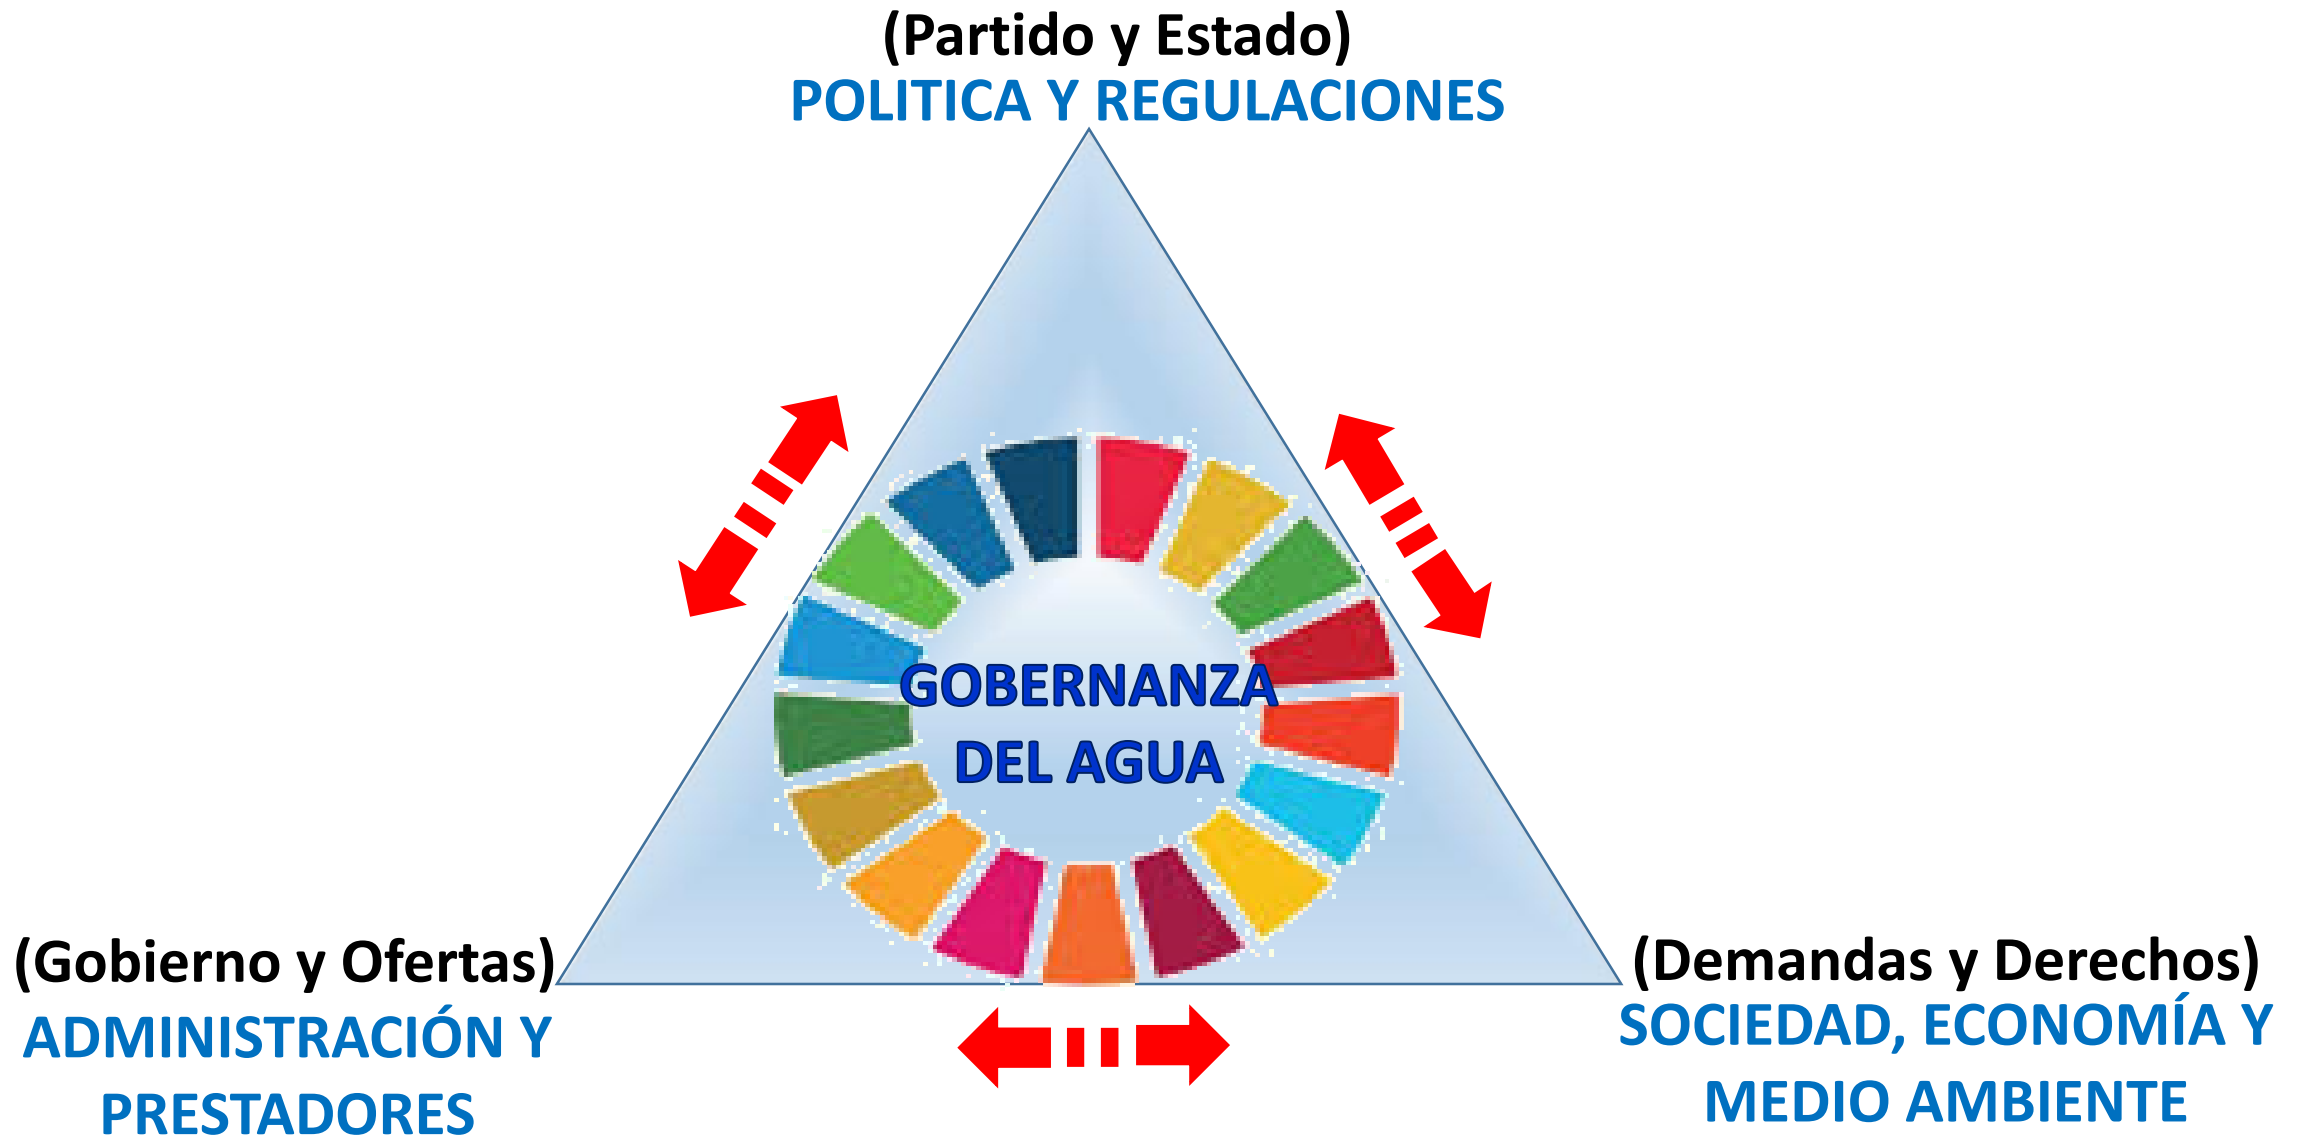 (Partido y Estado)
POLITICA Y REGULACIONES
GOBERNANZA
DEL AGUA
(Gobierno y Ofertas)
ADMINISTRACIÓN Y
PRESTADORES
(Demandas y Derechos)
SOCIEDAD, ECONOMÍA Y
MEDIO AMBIENTE